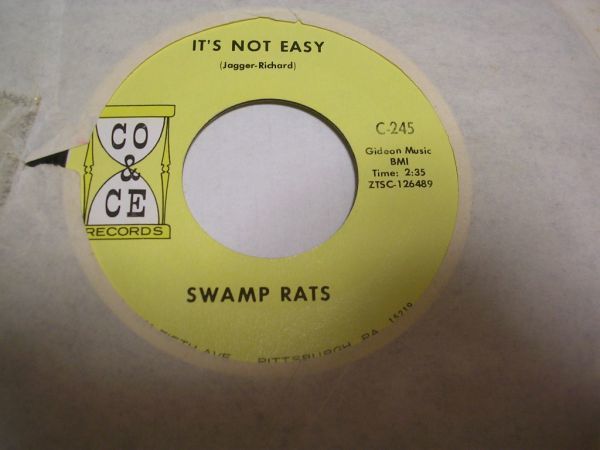 IT'S NOT EASY
(Jagger-Richard)
CO
&
CE
RECORDS
C-245
Gideon Music
BMI
Time: 2:35
ZTSC-126489
SWAMP RATS
FIFTH AVE. PITTSBURGH, PA. 15219